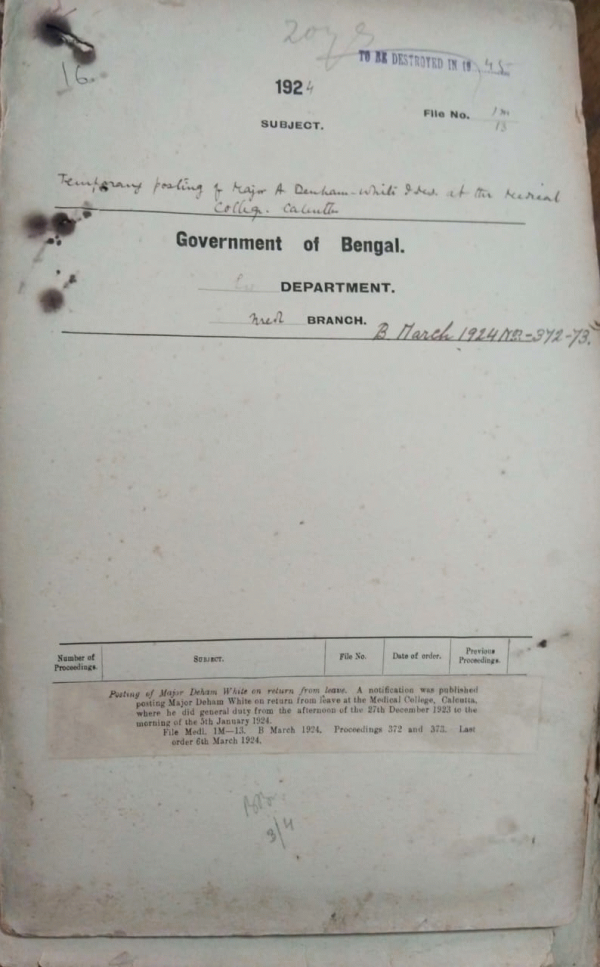 16.
TO BE DESTROYED IN 19 45
1924
File No. 1M
13
SUBJECT.
Temporary posting of Major A Denham-White I.M.S. at the Medical
College. Calcutta
Government of Bengal.
DEPARTMENT.
Medl BRANCH.
B March 1924 NOS-372-73.
Number of Proceedings. SUBJECT. File No. Date of order. Previous Proceedings.
Posting of Major Deham White on return from leave. A notification was published
posting Major Deham White on return from leave at the Medical College, Calcutta,
where he did general duty from the afternoon of the 27th December 1923 to the
morning of the 5th January 1924.
File Medl. 1M—13. B March 1924. Proceedings 372 and 373. Last
order 6th March 1924.
3/4